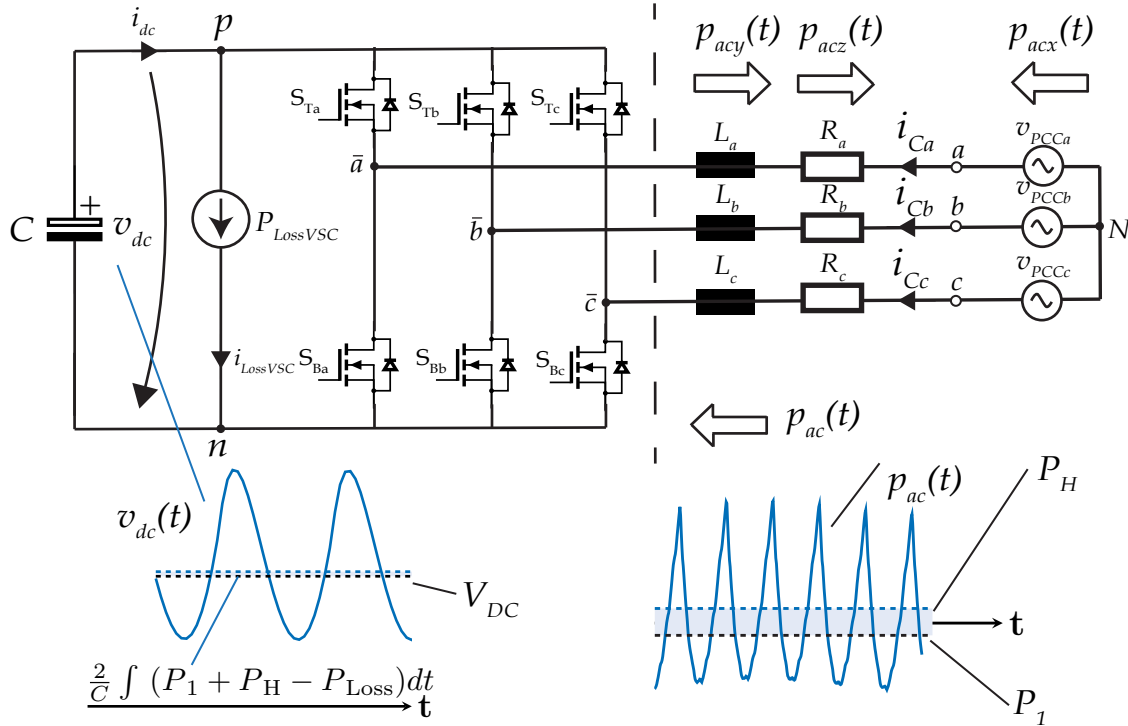 i_dc
p
p_acy(t)
p_acz(t)
p_acx(t)
S_Ta
S_Tb
S_Tc
L_a
R_a
i_Ca
a
v_PCCa
ā
C
+
v_dc
P_LossVSC
b̄
L_b
R_b
i_Cb
b
v_PCCb
N
c̄
L_c
R_c
i_Cc
c
v_PCCc
i_LossVSC
S_Ba
S_Bb
S_Bc
n
p_ac(t)
v_dc(t)
V_DC
2/C ∫ (P_1 + P_H − P_Loss)dt
t
p_ac(t)
P_H
t
P_1